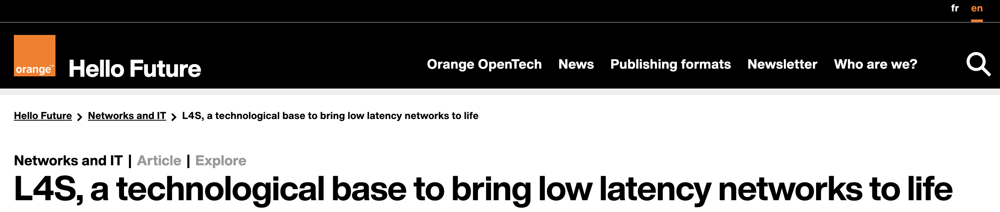 fr en
orange™
Hello Future
Orange OpenTech News Publishing formats Newsletter Who are we?
Hello Future > Networks and IT > L4S, a technological base to bring low latency networks to life
Networks and IT | Article | Explore
L4S, a technological base to bring low latency networks to life